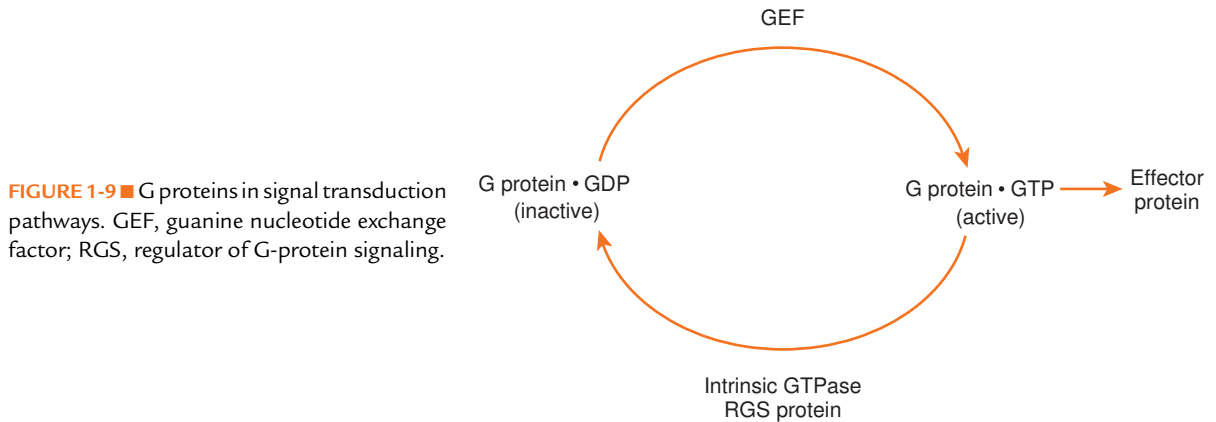 GEF
G protein • GDP
(inactive)
G protein • GTP
(active)
Effector
protein
FIGURE 1-9 ■ G proteins in signal transduction
pathways. GEF, guanine nucleotide exchange
factor; RGS, regulator of G-protein signaling.
Intrinsic GTPase
RGS protein